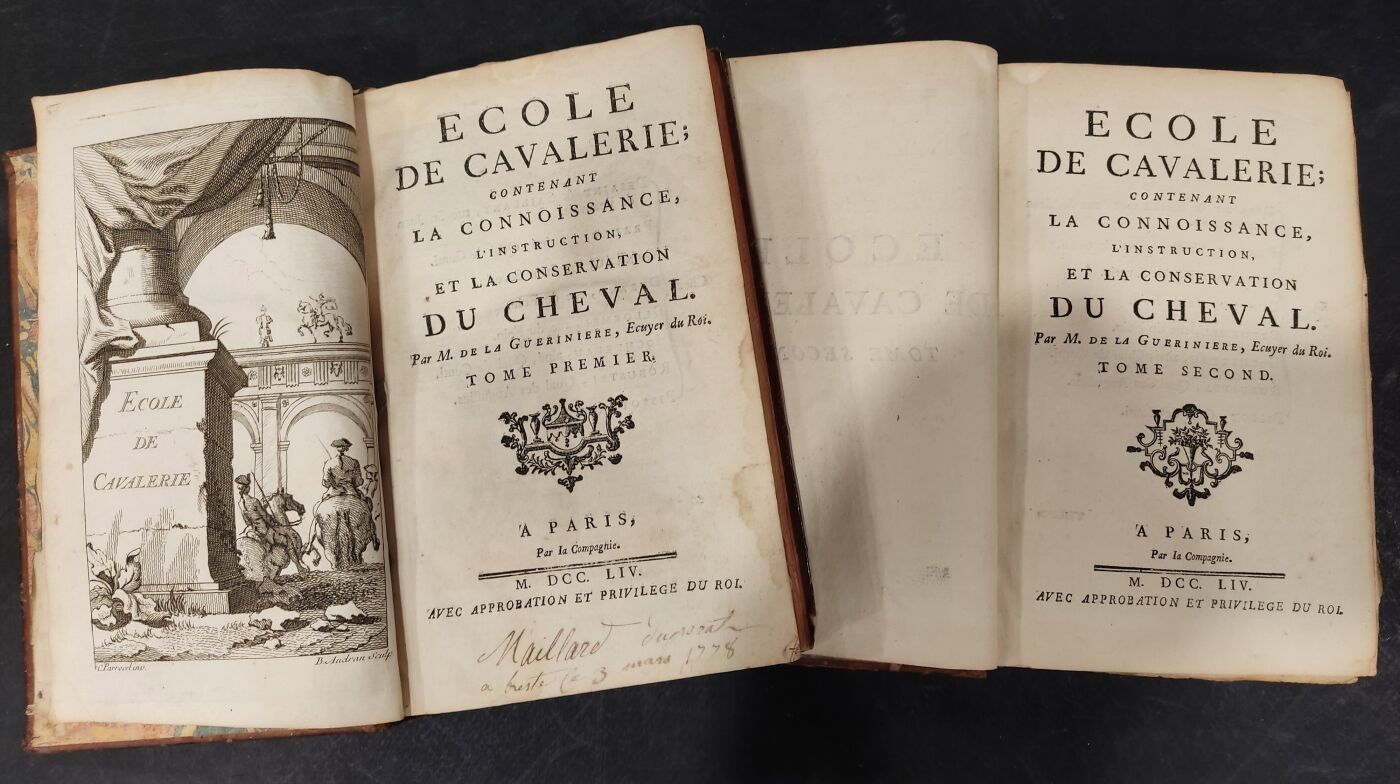 ECOLE
DE
CAVALERIE
C. Parrocel inv.
B. Audran Sculp
ECOLE
DE CAVALERIE;
CONTENANT
LA CONNOISSANCE,
L'INSTRUCTION,
ET LA CONSERVATION
DU CHEVAL.
Par M. DE LA GUERINIERE, Ecuyer du Roi.
TOME PREMIER.
A PARIS,
Par la Compagnie.
M. DCC. LIV.
AVEC APPROBATION ET PRIVILEGE DU ROI.
Maillard
a brest le 3 mars 1778
ECOLE
DE CAVALERIE;
CONTENANT
LA CONNOISSANCE,
L'INSTRUCTION,
ET LA CONSERVATION
DU CHEVAL.
Par M. DE LA GUERINIERE, Ecuyer du Roi.
TOME SECOND.
A PARIS,
Par la Compagnie.
M. DCC. LIV.
AVEC APPROBATION ET PRIVILEGE DU ROI.